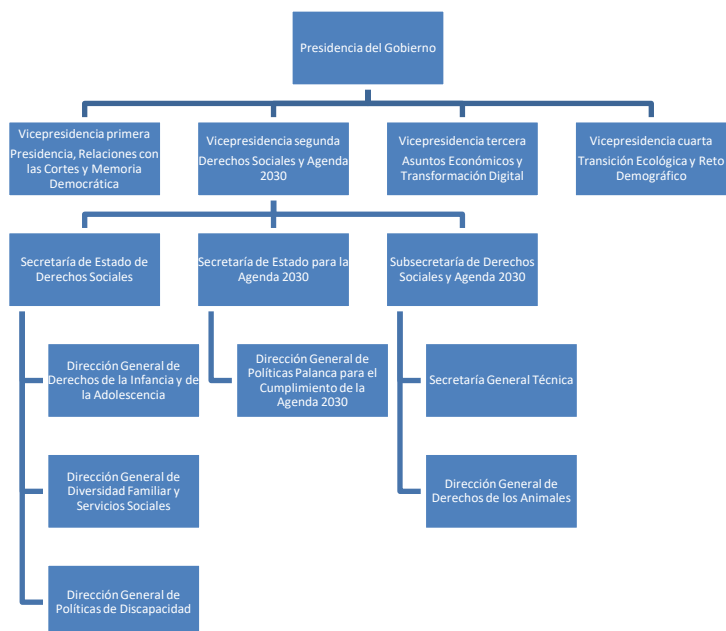 Presidencia del Gobierno
Vicepresidencia primera
Presidencia, Relaciones con
las Cortes y Memoria
Democrática
Vicepresidencia segunda
Derechos Sociales y Agenda
2030
Vicepresidencia tercera
Asuntos Económicos y
Transformación Digital
Vicepresidencia cuarta
Transición Ecológica y Reto
Demográfico
Secretaría de Estado de
Derechos Sociales
Secretaría de Estado para la
Agenda 2030
Subsecretaría de Derechos
Sociales y Agenda 2030
Dirección General de
Derechos de la Infancia y de
la Adolescencia
Dirección General de
Políticas Palanca para el
Cumplimiento de la
Agenda 2030
Secretaría General Técnica
Dirección General de
Diversidad Familiar y
Servicios Sociales
Dirección General de
Derechos de los Animales
Dirección General de
Políticas de Discapacidad